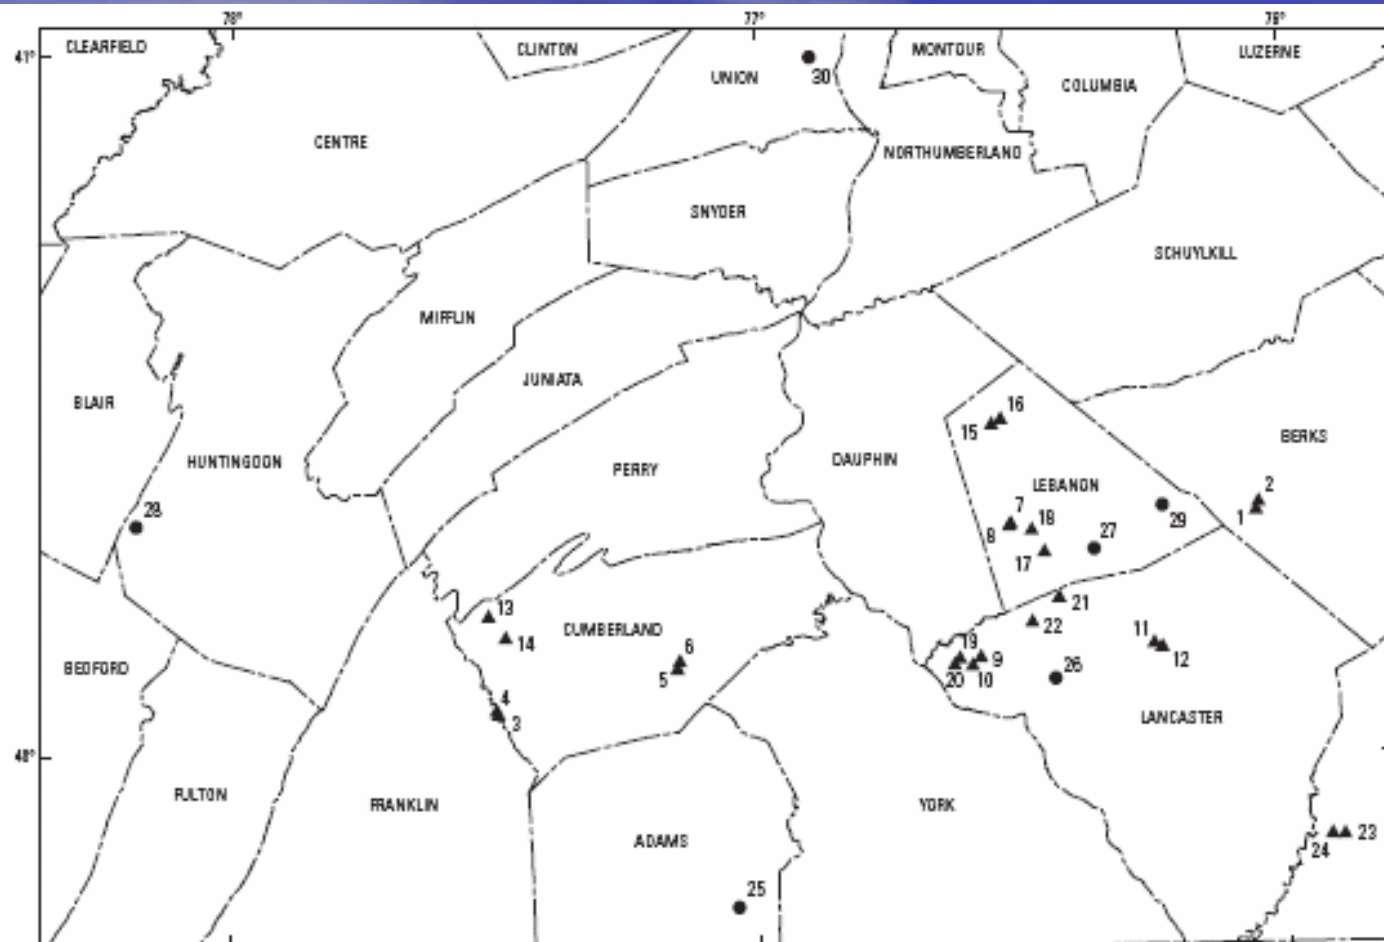 78° 77° 76°
41° CLEARFIELD CLINTON MONTOUR LUZERNE
UNION 30 COLUMBIA
CENTRE
NORTHUMBERLAND
SNYDER
SCHUYLKILL
MIFFLIN
JUNIATA
BLAIR 16
15 BERKS
HUNTINGDON PERRY DAUPHIN
LEBANON 2
28 7 18 29 1
8 27
17
13 21
14 CUMBERLAND 22 11
BEDFORD 6 19 9 12
5 20 10 26
4
3 LANCASTER
40°
FULTON FRANKLIN YORK
ADAMS 23
24
25